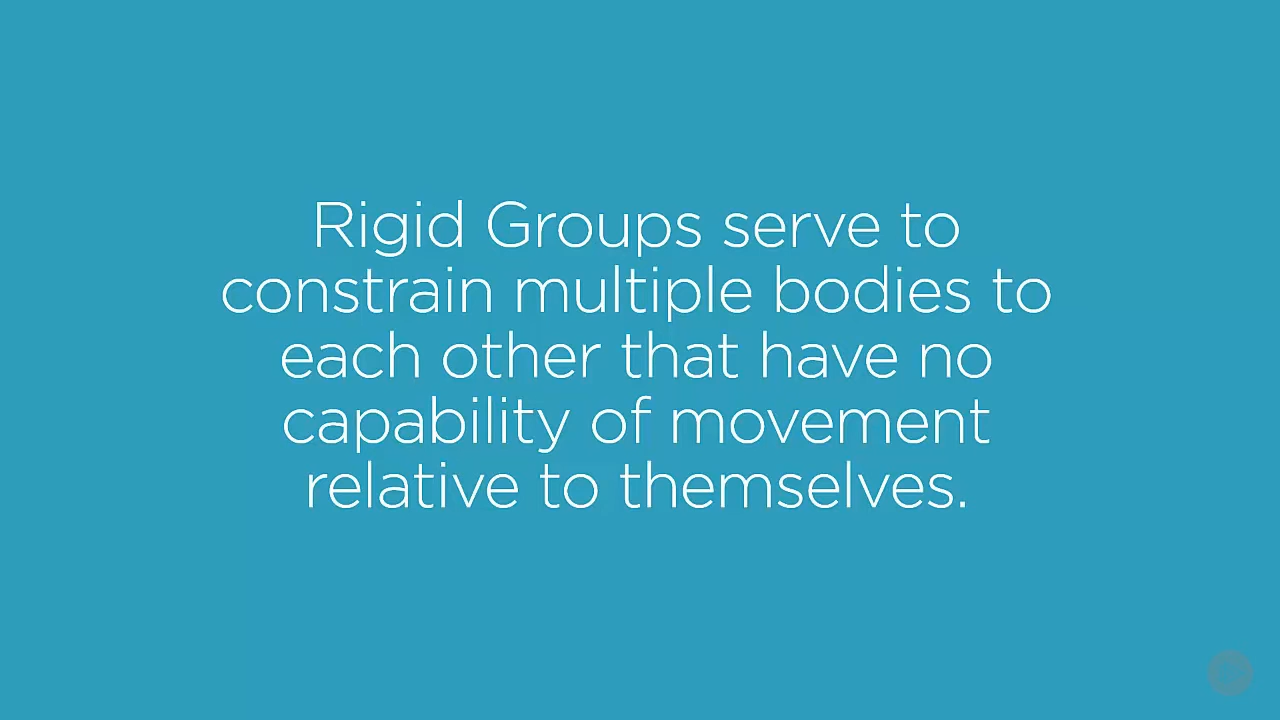 Rigid Groups serve to
constrain multiple bodies to
each other that have no
capability of movement
relative to themselves.